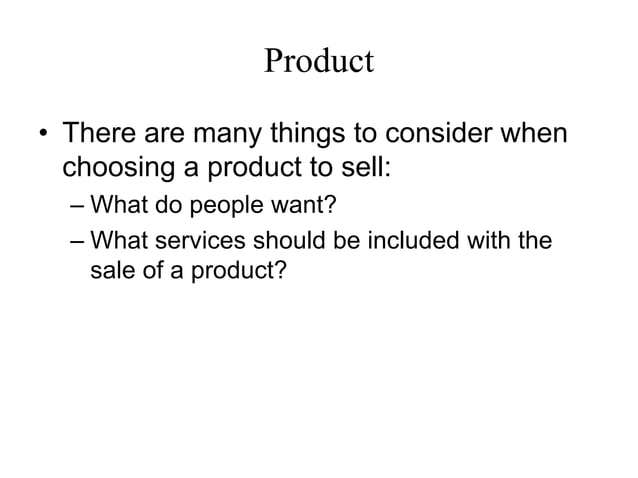 Product
• There are many things to consider when
choosing a product to sell:
– What do people want?
– What services should be included with the
sale of a product?